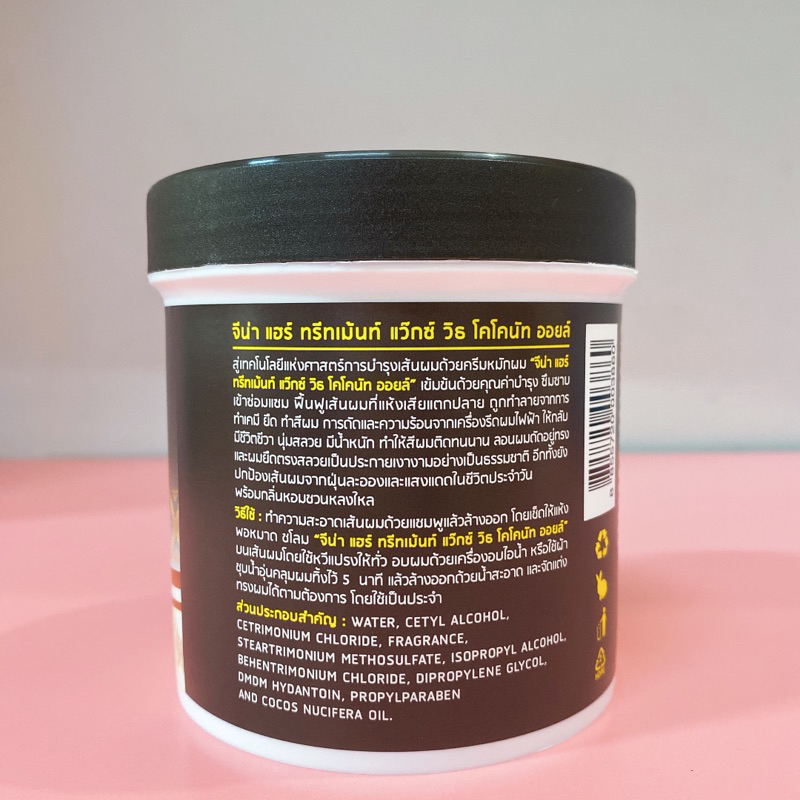 จีน่า แฮร์ ทรีทเม้นท์ แว๊กซ์ วิธ โคโคนัท ออยล์
สู่เทคโนโลยีแห่งศาสตร์การบำรุงเส้นผมด้วยครีมหมักผม “จีน่า แฮร์
ทรีทเม้นท์ แว๊กซ์ วิธ โคโคนัท ออยล์” เข้มข้นด้วยคุณค่าบำรุง ซึมซาบ
เข้าซ่อมแซม ฟื้นฟูเส้นผมที่แห้งเสียแตกปลาย ถูกทำลายจากการ
ทำเคมี ยืด ทำสีผม การดัดและความร้อนจากเครื่องรีดผมไฟฟ้า ให้กลับ
มีชีวิตชีวา นุ่มสลวย มีน้ำหนัก ทำให้สีผมติดทนนาน ลอนผมดัดอยู่ทรง
และผมยืดตรงสลวยเป็นประกายเงางามอย่างเป็นธรรมชาติ อีกทั้งยัง
ปกป้องเส้นผมจากฝุ่นละอองและแสงแดดในชีวิตประจำวัน
พร้อมกลิ่นหอมชวนหลงใหล
วิธีใช้ : ทำความสะอาดเส้นผมด้วยแชมพูแล้วล้างออก โดยเช็ดให้แห้ง
พอหมาด ชโลม “จีน่า แฮร์ ทรีทเม้นท์ แว๊กซ์ วิธ โคโคนัท ออยล์”
บนเส้นผมโดยใช้หวีแปรงให้ทั่ว อบผมด้วยเครื่องอบไอน้ำ หรือใช้ผ้า
ชุบน้ำอุ่นคลุมผมทิ้งไว้ 5 นาที แล้วล้างออกด้วยน้ำสะอาด และจัดแต่ง
ทรงผมได้ตามต้องการ โดยใช้เป็นประจำ
ส่วนประกอบสำคัญ : WATER, CETYL ALCOHOL,
CETRIMONIUM CHLORIDE, FRAGRANCE,
STEARTRIMONIUM METHOSULFATE, ISOPROPYL ALCOHOL,
BEHENTRIMONIUM CHLORIDE, DIPROPYLENE GLYCOL,
DMDM HYDANTOIN, PROPYLPARABEN
AND COCOS NUCIFERA OIL.